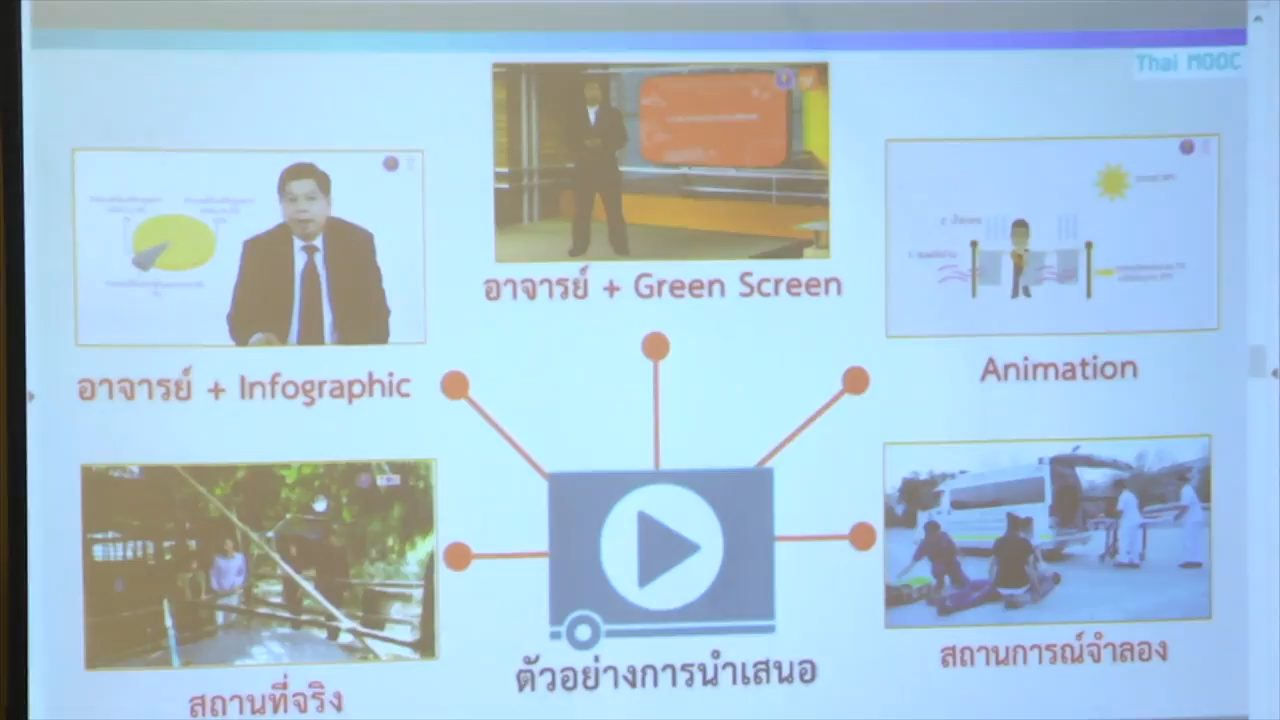 Thai MOOC
อาจารย์ + Green Screen
อาจารย์ + Infographic
Animation
สถานที่จริง
ตัวอย่างการนำเสนอ
สถานการณ์จำลอง